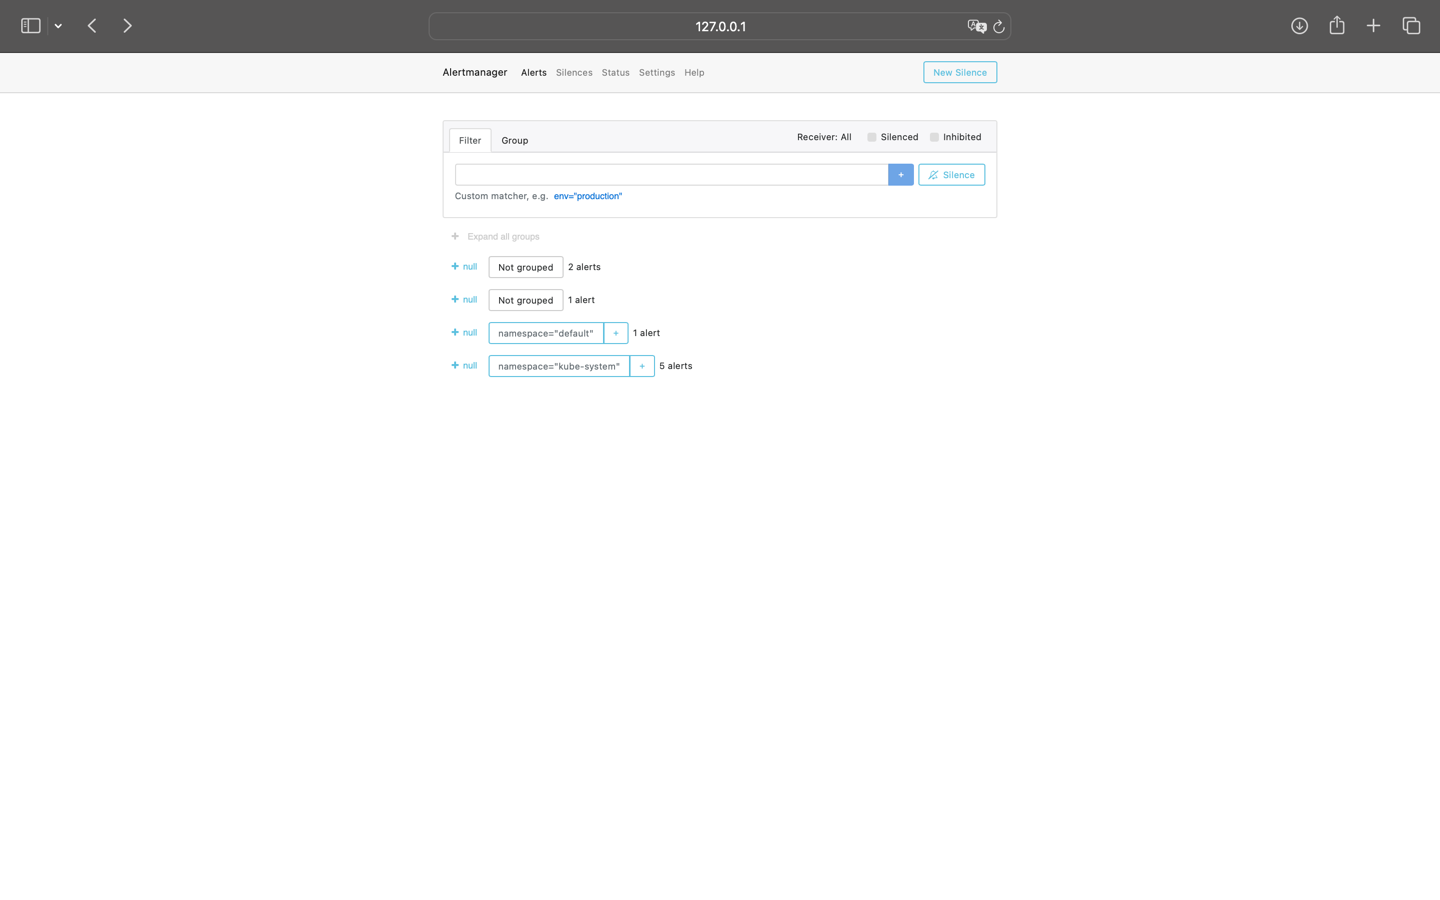 127.0.0.1
Alertmanager Alerts Silences Status Settings Help New Silence
Filter Group Receiver: All Silenced Inhibited
+ Silence
Custom matcher, e.g. env="production"
+ Expand all groups
+ null Not grouped 2 alerts
+ null Not grouped 1 alert
+ null namespace="default" + 1 alert
+ null namespace="kube-system" + 5 alerts